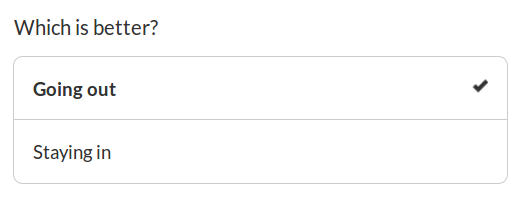 Which is better?
Going out
Staying in